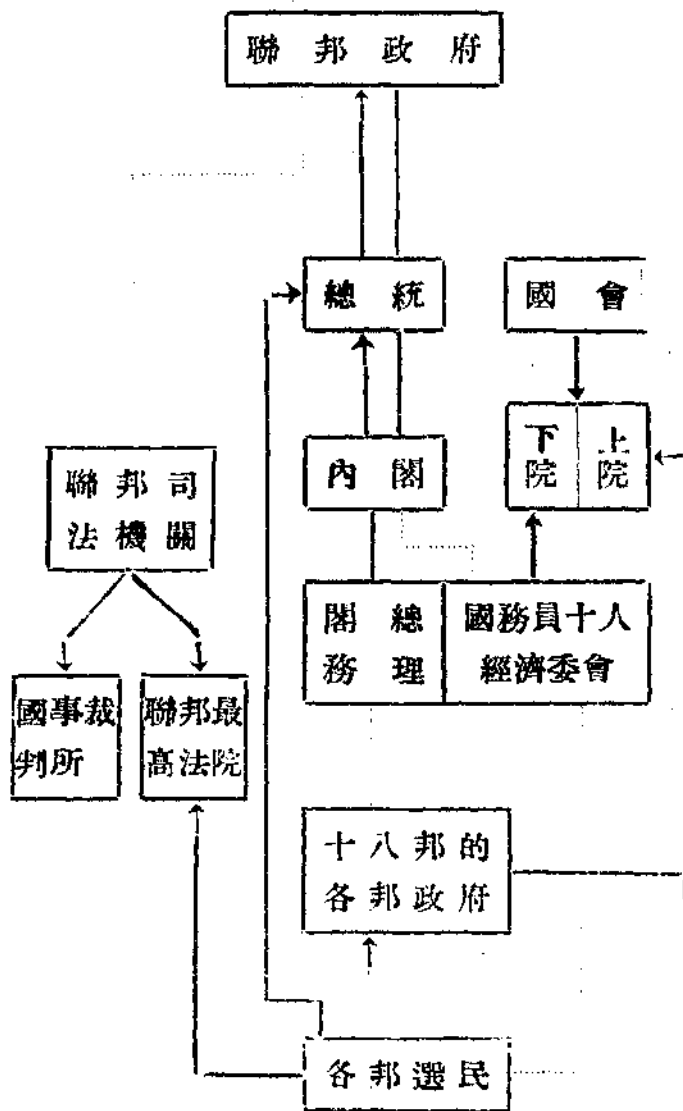 聯邦政府
總統
國會
下院
上院
內閣
聯邦司
法機關
閣總
務理
國務員十人
經濟委會
國事裁
判所
聯邦最
高法院
十八邦的
各邦政府
各邦選民